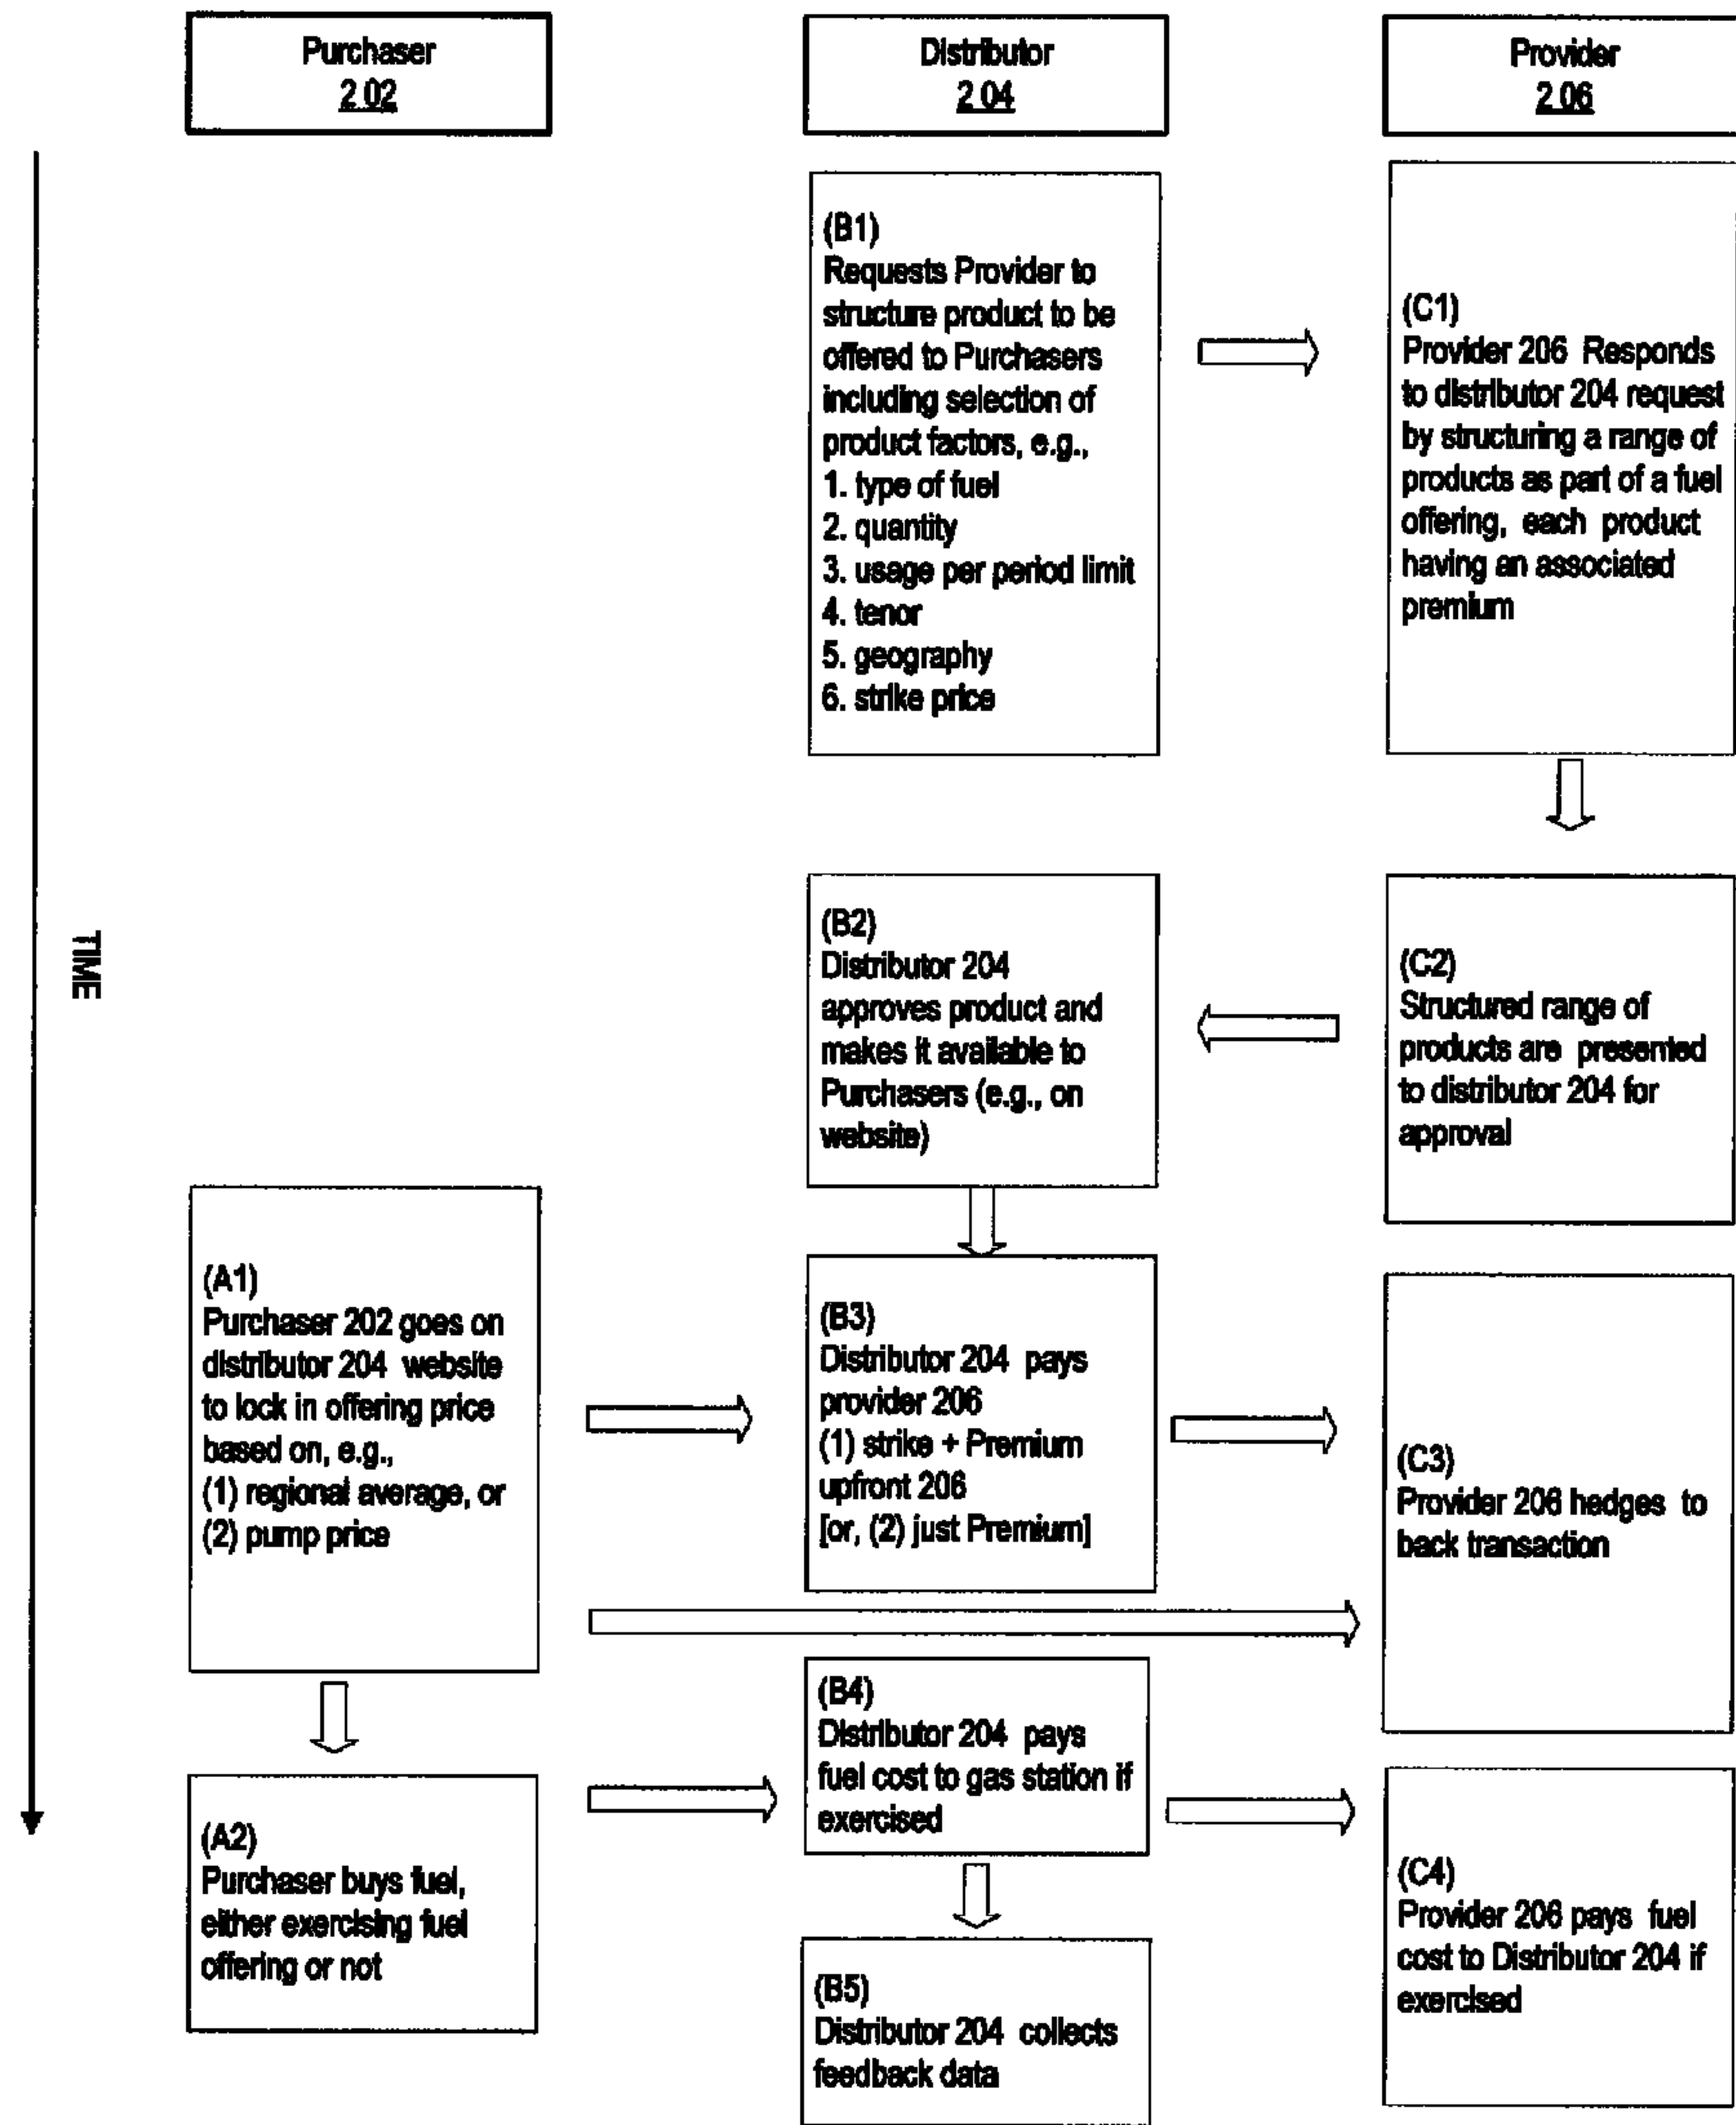 Purchaser
202
Distributor
204
Provider
206
(B1)
Requests Provider to
structure product to be
offered to Purchasers
including selection of
product factors, e.g.,
1. type of fuel
2. quantity
3. usage per period limit
4. tenor
5. geography
6. strike price
(C1)
Provider 206 Responds
to distributor 204 request
by structuring a range of
products as part of a fuel
offering, each product
having an associated
premium
TIME
(B2)
Distributor 204
approves product and
makes it available to
Purchasers (e.g., on
website)
(C2)
Structured range of
products are presented
to distributor 204 for
approval
(A1)
Purchaser 202 goes on
distributor 204 website
to lock in offering price
based on, e.g.,
(1) regional average, or
(2) pump price
(B3)
Distributor 204 pays
provider 206
(1) strike + Premium
upfront 206
[or, (2) just Premium]
(C3)
Provider 206 hedges to
back transaction
(B4)
Distributor 204 pays
fuel cost to gas station if
exercised
(A2)
Purchaser buys fuel,
either exercising fuel
offering or not
(C4)
Provider 206 pays fuel
cost to Distributor 204 if
exercised
(B5)
Distributor 204 collects
feedback data